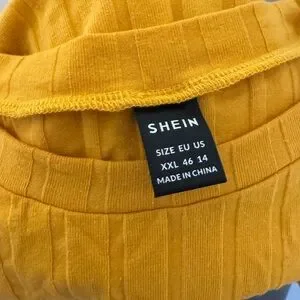 SHEIN
SIZE EU US
XXL 46 14
MADE IN CHINA